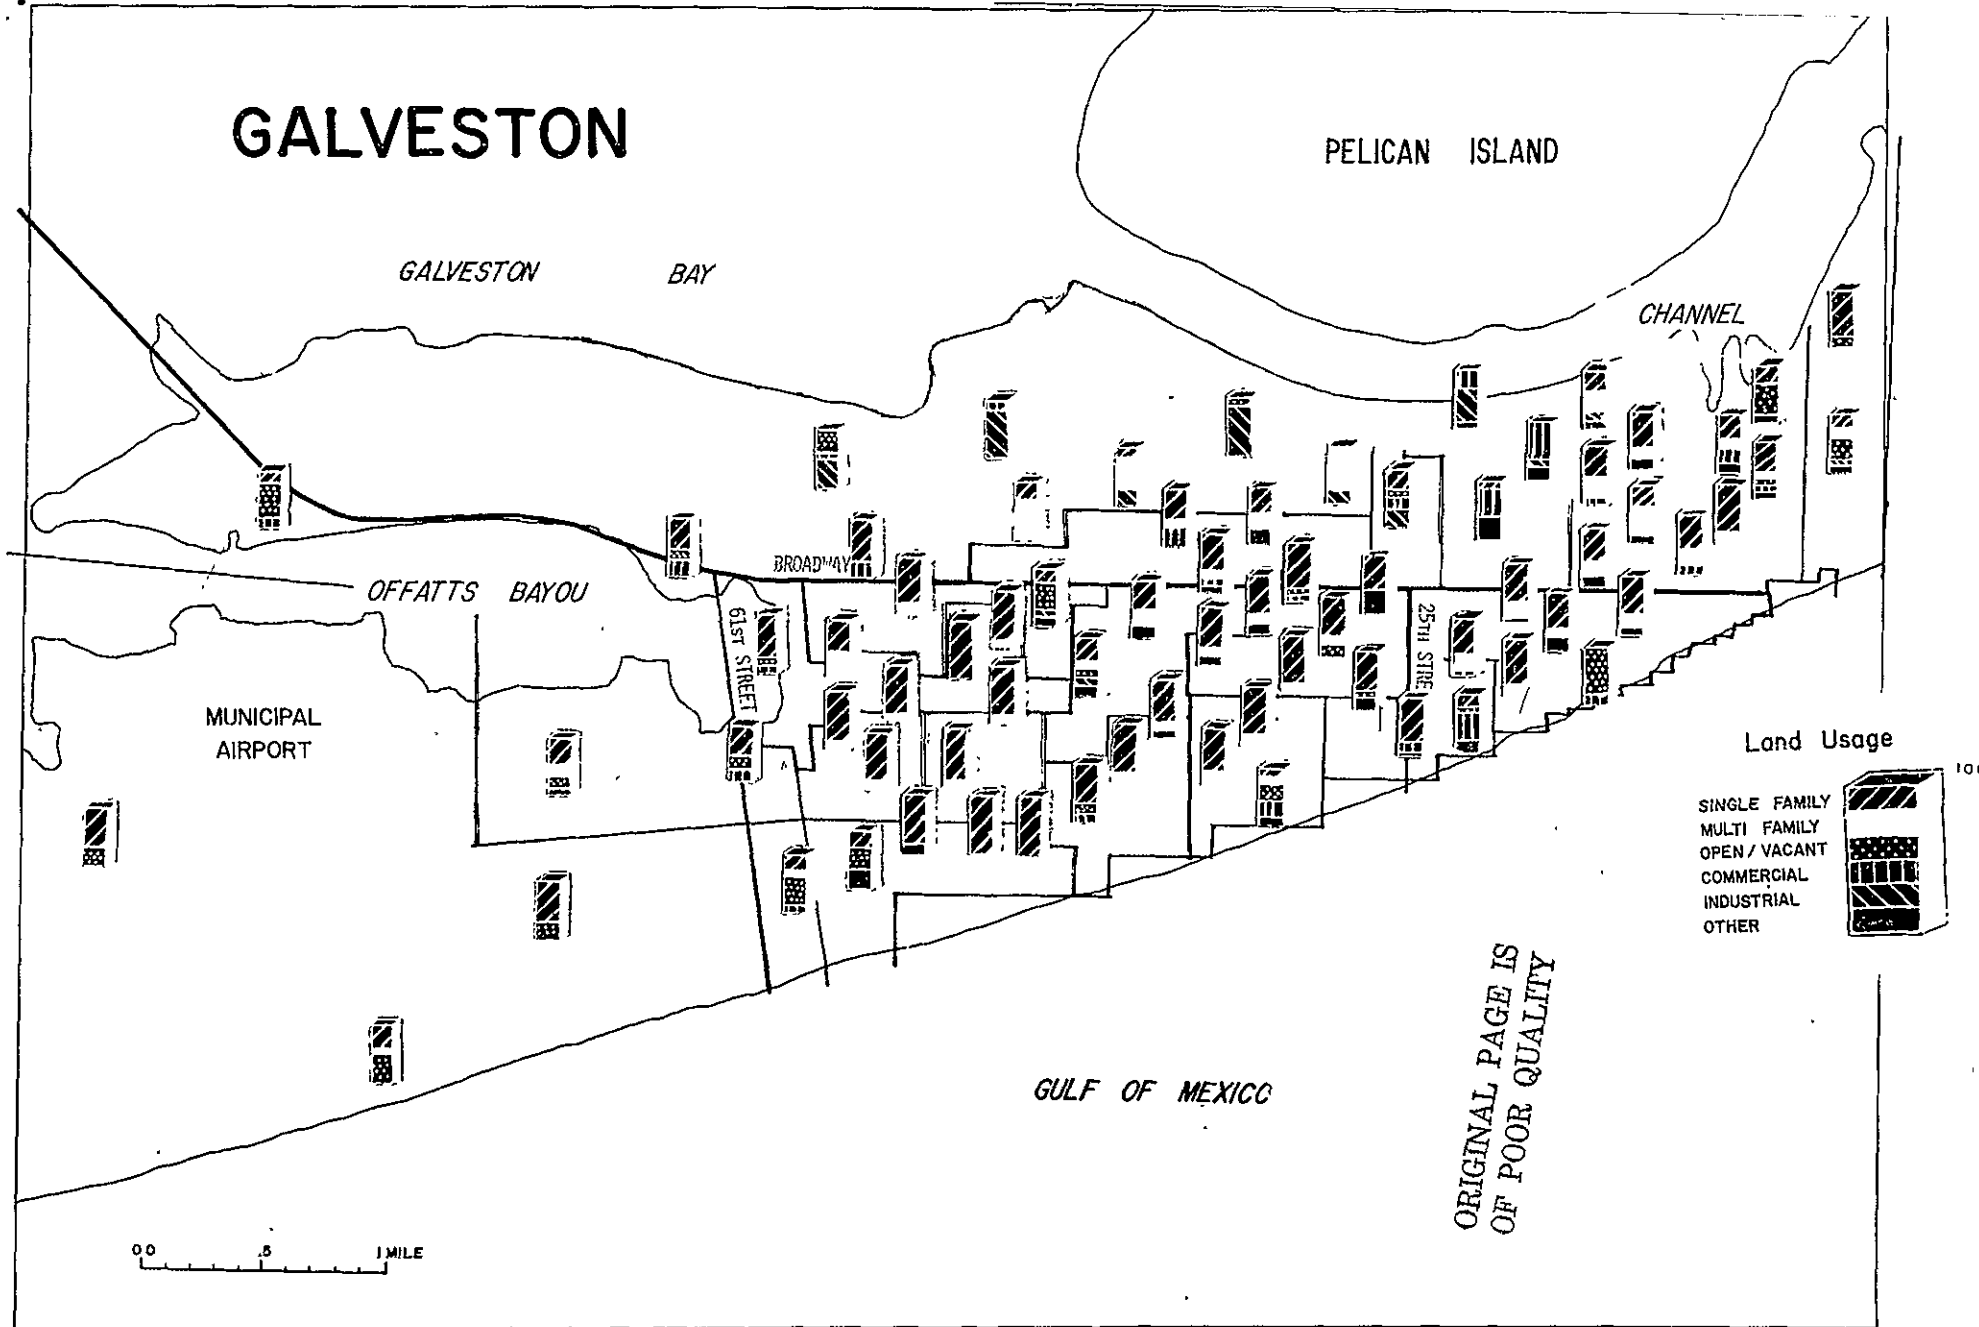 GALVESTON
PELICAN ISLAND
GALVESTON BAY
CHANNEL
BROADWAY
OFFATTS BAYOU
61ST STREET
25TH STRE
MUNICIPAL
AIRPORT
Land Usage
SINGLE FAMILY
MULTI FAMILY
OPEN/VACANT
COMMERCIAL
INDUSTRIAL
OTHER
GULF OF MEXICO
ORIGINAL PAGE IS
OF POOR QUALITY
0.0 .5 1 MILE